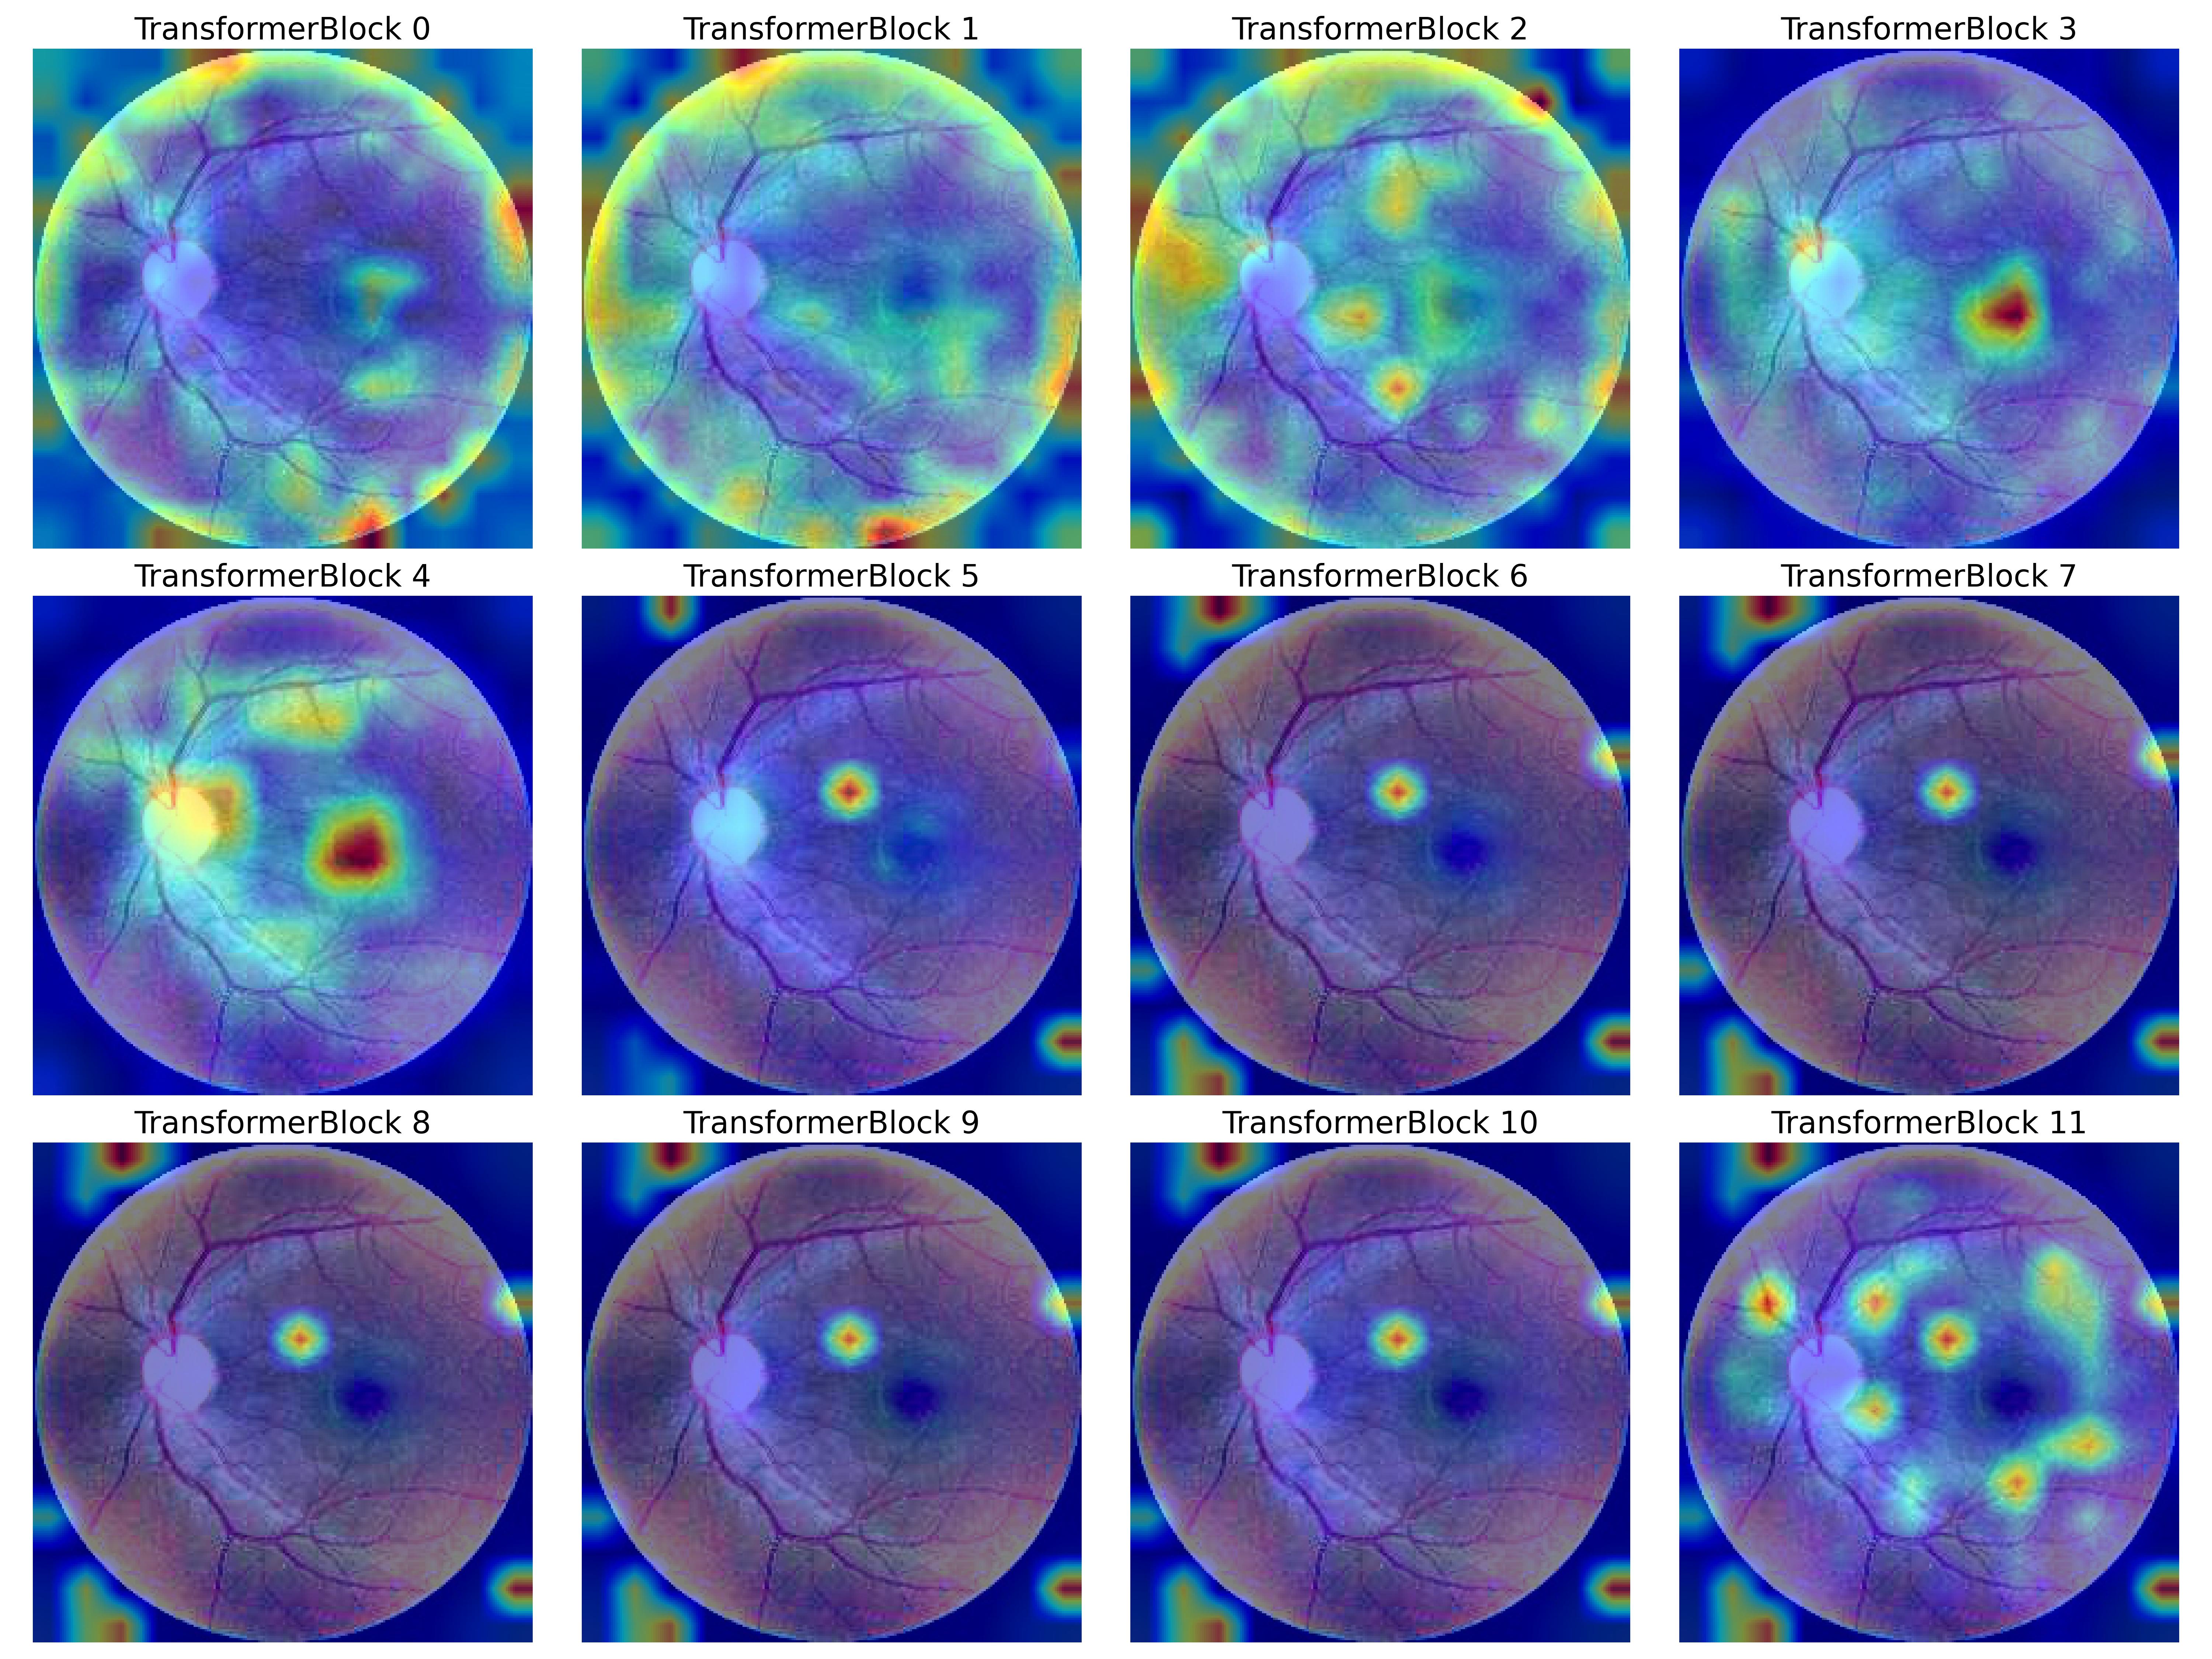 TransformerBlock 0
TransformerBlock 1
TransformerBlock 2
TransformerBlock 3
TransformerBlock 4
TransformerBlock 5
TransformerBlock 6
TransformerBlock 7
TransformerBlock 8
TransformerBlock 9
TransformerBlock 10
TransformerBlock 11